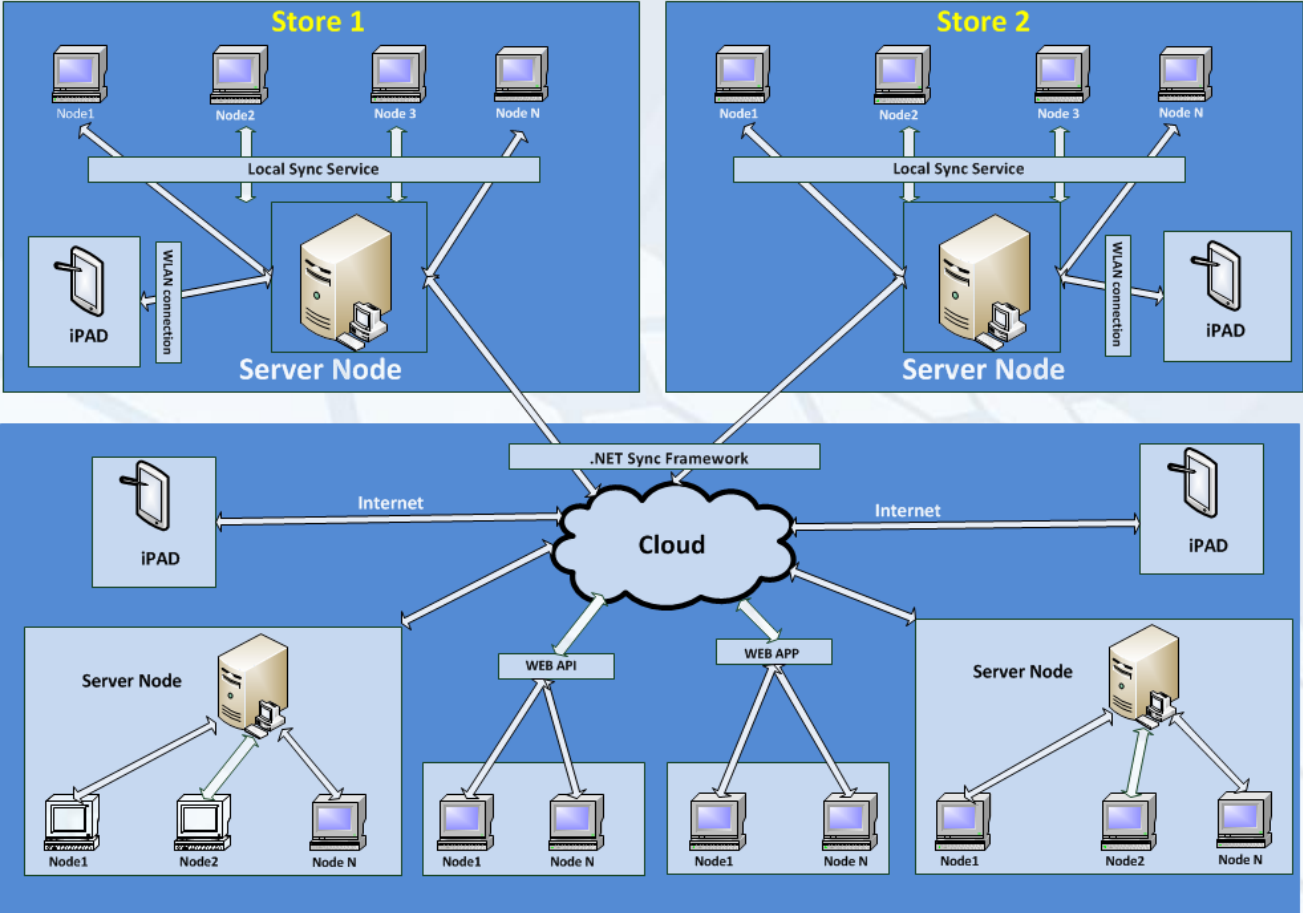 Store 1
Node1
Node2
Node 3
Node N
Local Sync Service
WLAN connection
iPAD
Server Node
Store 2
Node1
Node2
Node 3
Node N
Local Sync Service
WLAN connection
iPAD
Server Node
.NET Sync Framework
iPAD
Internet
Cloud
Internet
iPAD
Server Node
Node1
Node2
Node N
WEB API
Node1
Node N
WEB APP
Node1
Node N
Server Node
Node1
Node2
Node N